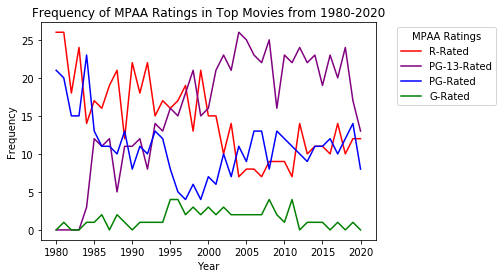 Frequency of MPAA Ratings in Top Movies from 1980-2020
MPAA Ratings
R-Rated
PG-13-Rated
PG-Rated
G-Rated
Frequency
25
20
15
10
5
0
1980 1985 1990 1995 2000 2005 2010 2015 2020
Year